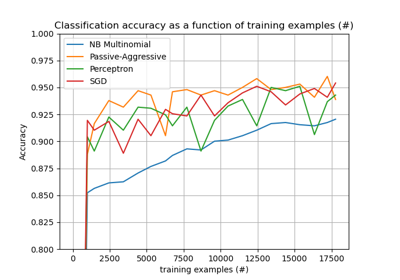 Classification accuracy as a function of training examples (#)
1.000
0.975
0.950
0.925
0.900
0.875
0.850
0.825
0.800
Accuracy
NB Multinomial
Passive-Aggressive
Perceptron
SGD
0 2500 5000 7500 10000 12500 15000 17500
training examples (#)